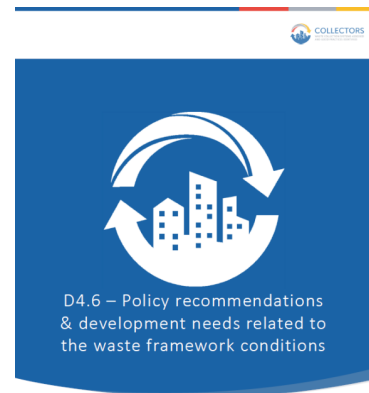 COLLECTORS
D4.6 – Policy recommendations
& development needs related to
the waste framework conditions